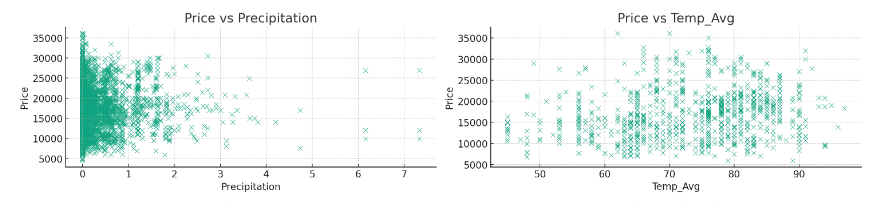 Price vs Precipitation
35000
30000
25000
20000
15000
10000
5000
Price
0 1 2 3 4 5 6 7
Precipitation
Price vs Temp_Avg
35000
30000
25000
20000
15000
10000
5000
Price
50 60 70 80 90
Temp_Avg